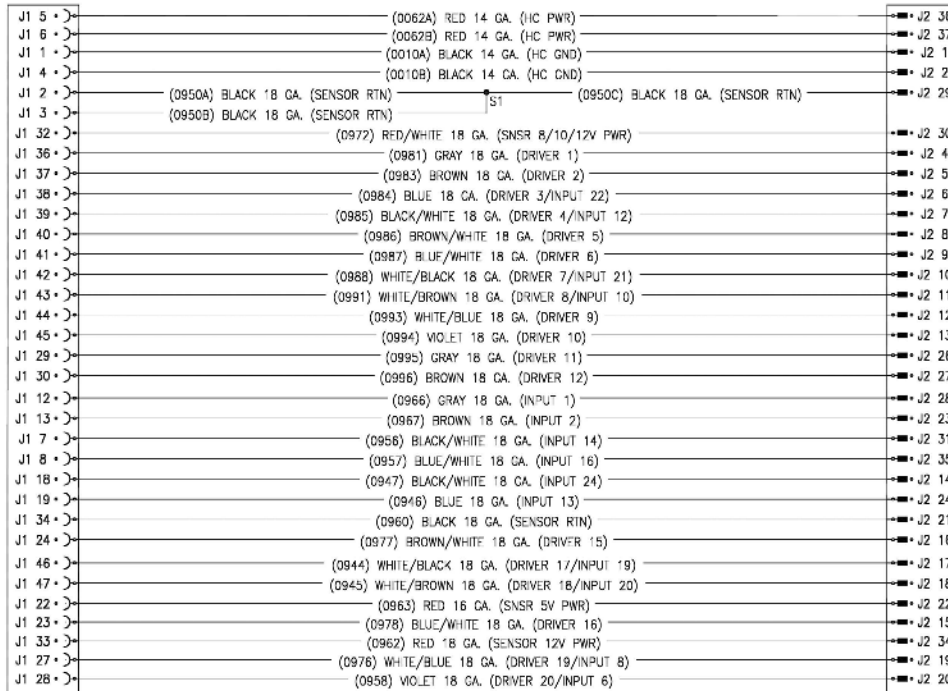 J1 5 (0062A) RED 14 GA. (HC PWR) J2 36
J1 6 (0062B) RED 14 GA. (HC PWR) J2 37
J1 1 (0010A) BLACK 14 GA. (HC GND) J2 1
J1 4 (0010B) BLACK 14 GA. (HC GND) J2 2
J1 2 (0950A) BLACK 18 GA. (SENSOR RTN) S1 (0950C) BLACK 18 GA. (SENSOR RTN) J2 29
J1 3 (0950B) BLACK 18 GA. (SENSOR RTN)
J1 32 (0972) RED/WHITE 18 GA. (SNSR 8/10/12V PWR) J2 30
J1 36 (0981) GRAY 18 GA. (DRIVER 1) J2 4
J1 37 (0983) BROWN 18 GA. (DRIVER 2) J2 5
J1 38 (0984) BLUE 18 GA. (DRIVER 3/INPUT 22) J2 6
J1 39 (0985) BLACK/WHITE 18 GA. (DRIVER 4/INPUT 12) J2 7
J1 40 (0986) BROWN/WHITE 18 GA. (DRIVER 5) J2 8
J1 41 (0987) BLUE/WHITE 18 GA. (DRIVER 6) J2 9
J1 42 (0988) WHITE/BLACK 18 GA. (DRIVER 7/INPUT 21) J2 10
J1 43 (0991) WHITE/BROWN 18 GA. (DRIVER 8/INPUT 10) J2 11
J1 44 (0993) WHITE/BLUE 18 GA. (DRIVER 9) J2 12
J1 45 (0994) VIOLET 18 GA. (DRIVER 10) J2 13
J1 29 (0995) GRAY 18 GA. (DRIVER 11) J2 26
J1 30 (0996) BROWN 18 GA. (DRIVER 12) J2 27
J1 12 (0966) GRAY 18 GA. (INPUT 1) J2 28
J1 13 (0967) BROWN 18 GA. (INPUT 2) J2 23
J1 7 (0956) BLACK/WHITE 18 GA. (INPUT 14) J2 31
J1 8 (0957) BLUE/WHITE 18 GA. (INPUT 16) J2 35
J1 18 (0947) BLACK/WHITE 18 GA. (INPUT 24) J2 14
J1 19 (0946) BLUE 18 GA. (INPUT 13) J2 24
J1 34 (0960) BLACK 18 GA. (SENSOR RTN) J2 21
J1 24 (0977) BROWN/WHITE 18 GA. (DRIVER 15) J2 16
J1 46 (0944) WHITE/BLACK 18 GA. (DRIVER 17/INPUT 19) J2 17
J1 47 (0945) WHITE/BROWN 18 GA. (DRIVER 18/INPUT 20) J2 18
J1 22 (0963) RED 16 GA. (SNSR 5V PWR) J2 22
J1 23 (0978) BLUE/WHITE 18 GA. (DRIVER 16) J2 15
J1 33 (0962) RED 18 GA. (SENSOR 12V PWR) J2 34
J1 27 (0976) WHITE/BLUE 18 GA. (DRIVER 19/INPUT 8) J2 19
J1 28 (0958) VIOLET 18 GA. (DRIVER 20/INPUT 6) J2 29